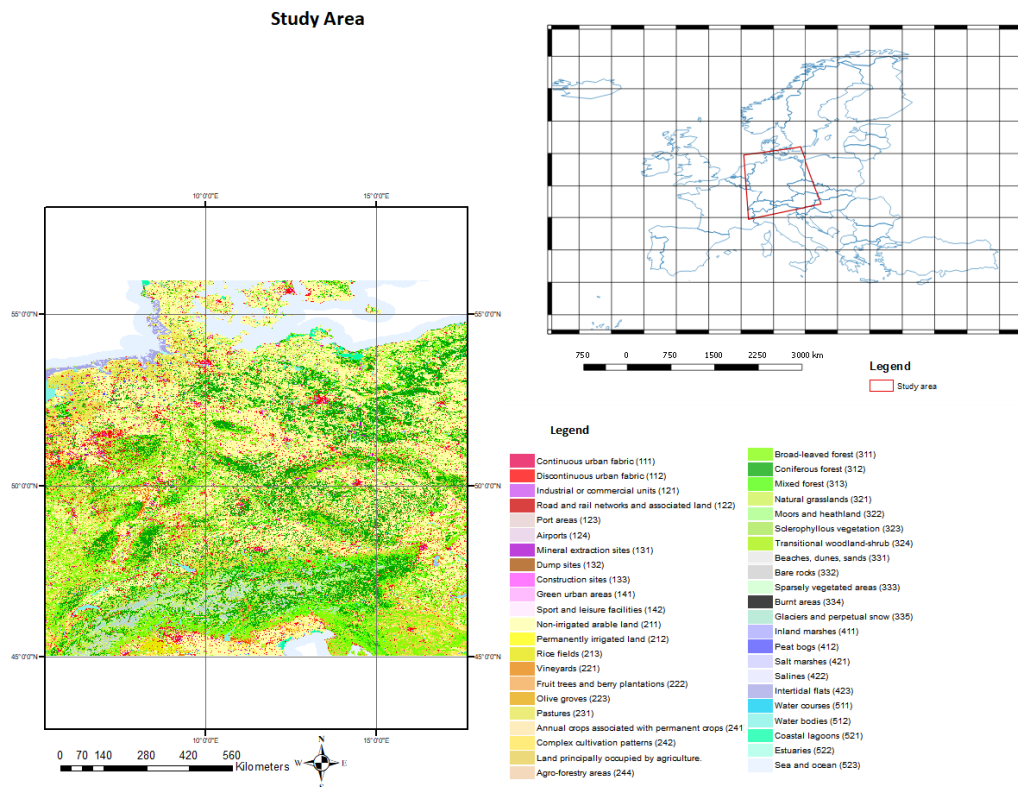 Study Area
10°0'0"E 15°0'0"E
55°0'0"N 55°0'0"N
50°0'0"N 50°0'0"N
45°0'0"N 45°0'0"N
10°0'0"E 15°0'0"E
0 70 140 280 420 560
Kilometers
N
W E
S
750 0 750 1500 2250 3000 km
Legend
Study area
Legend
Continuous urban fabric (111)
Discontinuous urban fabric (112)
Industrial or commercial units (121)
Road and rail networks and associated land (122)
Port areas (123)
Airports (124)
Mineral extraction sites (131)
Dump sites (132)
Construction sites (133)
Green urban areas (141)
Sport and leisure facilities (142)
Non-irrigated arable land (211)
Permanently irrigated land (212)
Rice fields (213)
Vineyards (221)
Fruit trees and berry plantations (222)
Olive groves (223)
Pastures (231)
Annual crops associated with permanent crops (241
Complex cultivation patterns (242)
Land principally occupied by agriculture.
Agro-forestry areas (244)
Broad-leaved forest (311)
Coniferous forest (312)
Mixed forest (313)
Natural grasslands (321)
Moors and heathland (322)
Sclerophyllous vegetation (323)
Transitional woodland-shrub (324)
Beaches, dunes, sands (331)
Bare rocks (332)
Sparsely vegetated areas (333)
Burnt areas (334)
Glaciers and perpetual snow (335)
Inland marshes (411)
Peat bogs (412)
Salt marshes (421)
Salines (422)
Intertidal flats (423)
Water courses (511)
Water bodies (512)
Coastal lagoons (521)
Estuaries (522)
Sea and ocean (523)